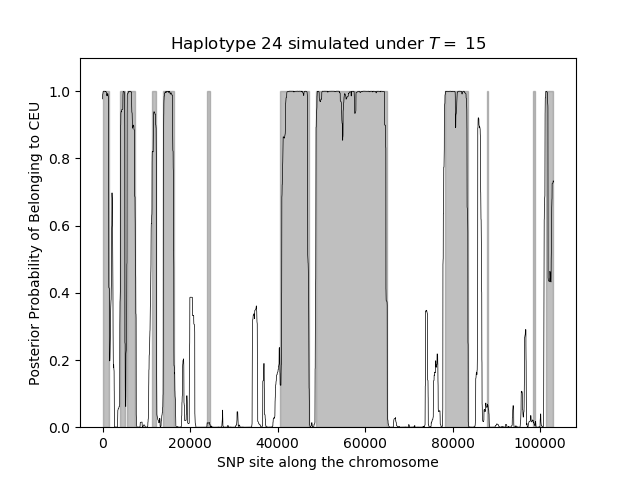 Haplotype 24 simulated under T = 15
Posterior Probability of Belonging to CEU
1.0
0.8
0.6
0.4
0.2
0.0
0 20000 40000 60000 80000 100000
SNP site along the chromosome